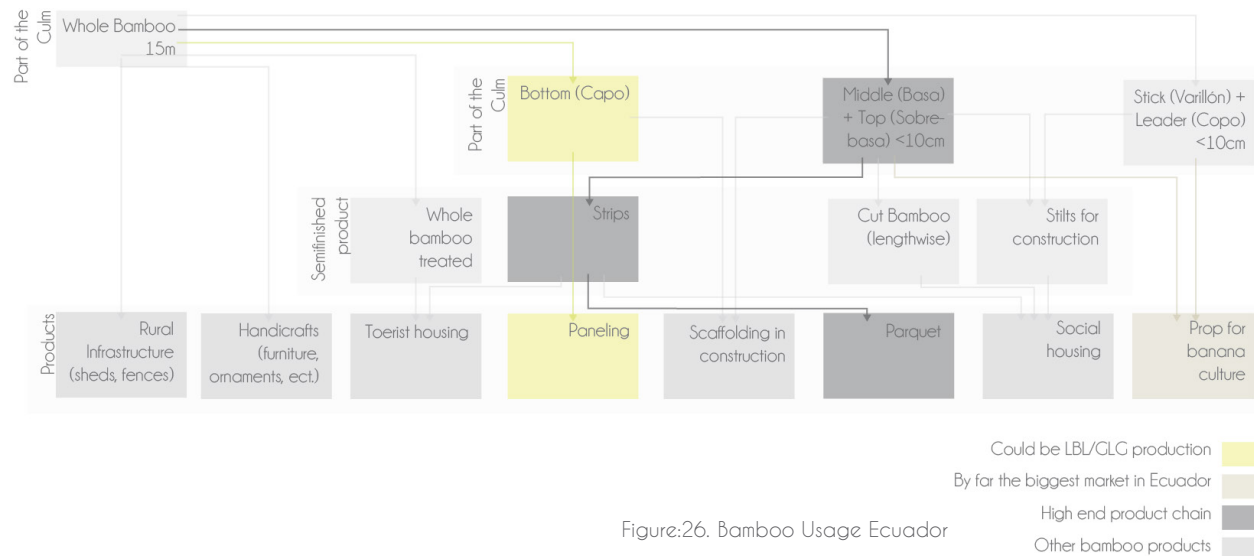 Part of the
Culm
Whole Bamboo
15m
Part of the
Culm
Bottom (Capo)
Middle (Basa)
+ Top (Sobre-
basa) <10cm
Stick (Varillón) +
Leader (Copo)
<10cm
Semifinished
product
Whole
bamboo
treated
Strips
Cut Bamboo
(lengthwise)
Stilts for
construction
Products
Rural
Infrastructure
(sheds, fences)
Handicrafts
(furniture,
ornaments, ect.)
Toerist housing
Paneling
Scaffolding in
construction
Parquet
Social
housing
Prop for
banana
culture
Could be LBL/GLG production
By far the biggest market in Ecuador
High end product chain
Other bamboo products
Figure:26. Bamboo Usage Ecuador